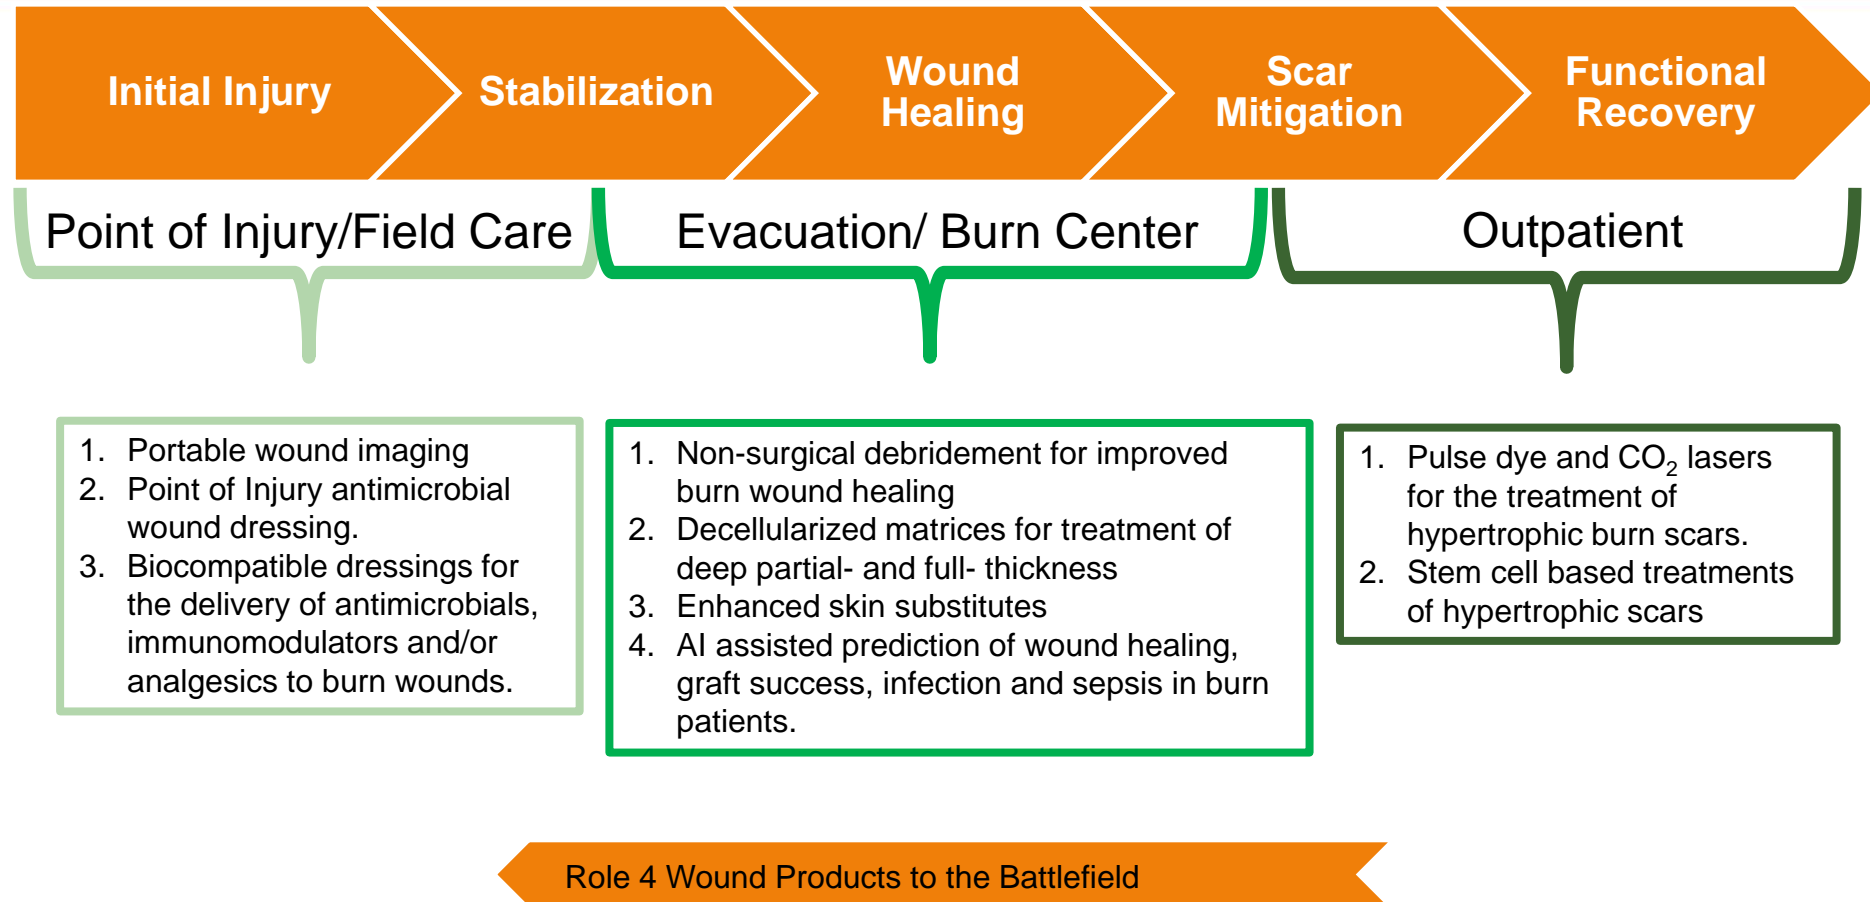 Initial Injury
Stabilization
Wound
Healing
Scar
Mitigation
Functional
Recovery
Point of Injury/Field Care
Evacuation/ Burn Center
Outpatient
1. Portable wound imaging
2. Point of Injury antimicrobial
wound dressing.
3. Biocompatible dressings for
the delivery of antimicrobials,
immunomodulators and/or
analgesics to burn wounds.
1. Non-surgical debridement for improved
burn wound healing
2. Decellularized matrices for treatment of
deep partial- and full- thickness
3. Enhanced skin substitutes
4. AI assisted prediction of wound healing,
graft success, infection and sepsis in burn
patients.
1. Pulse dye and CO₂ lasers
for the treatment of
hypertrophic burn scars.
2. Stem cell based treatments
of hypertrophic scars
Role 4 Wound Products to the Battlefield